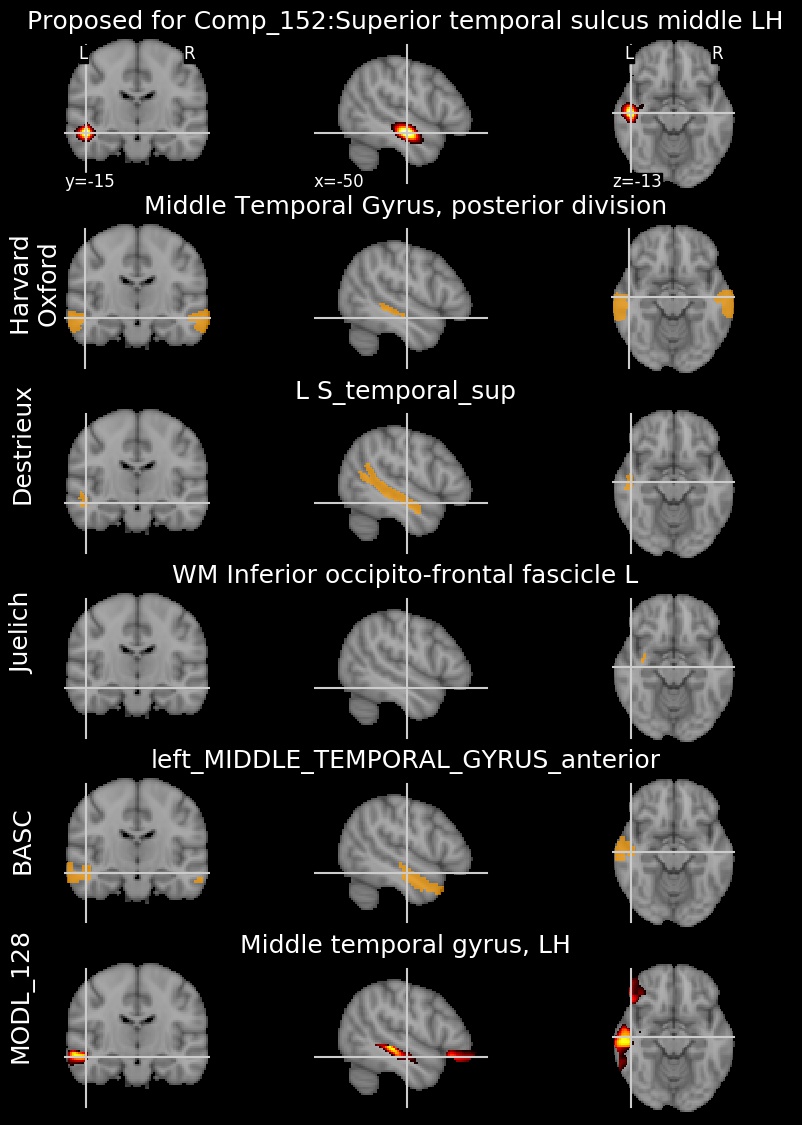 Proposed for Comp_152:Superior temporal sulcus middle LH
L R L R
y=-15 x=-50 z=-13
Middle Temporal Gyrus, posterior division
Harvard
Oxford
L S_temporal_sup
Destrieux
WM Inferior occipito-frontal fascicle L
Juelich
left_MIDDLE_TEMPORAL_GYRUS_anterior
BASC
Middle temporal gyrus, LH
MODL_128